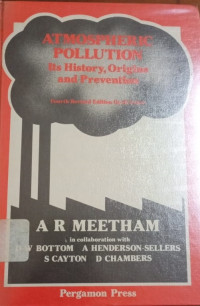 ATMOSPHERIC
POLLUTION
Its History, Origins
and Prevention
A R MEETHAM
in collaboration with
D W BOTTOM A HENDERSON-SELLERS
S CAYTON D CHAMBERS
Pergamon Press